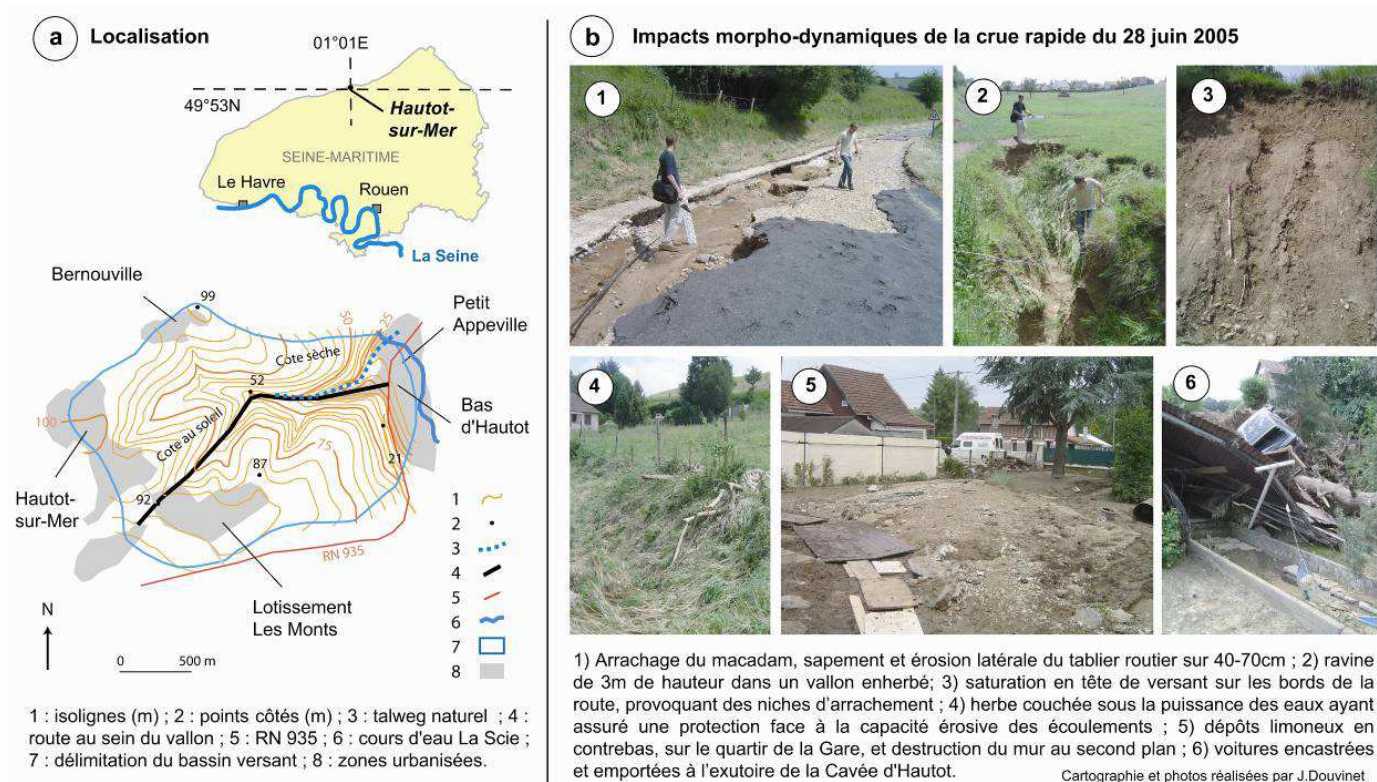 a Localisation
01°01E
49°53N
Hautot-
sur-Mer
SEINE-MARITIME
Le Havre
Rouen
La Seine
Bernouville
99
50
25
Petit
Appeville
Cote sèche
52
Bas
d'Hautot
100
Cote au soleil
75
87
21
92
Hautot-
sur-Mer
RN 935
Lotissement
Les Monts
N
0 500 m
1
2
3
4
5
6
7
8
1 : isolignes (m) ; 2 : points côtés (m) ; 3 : talweg naturel ; 4 :
route au sein du vallon ; 5 : RN 935 ; 6 : cours d'eau La Scie ;
7 : délimitation du bassin versant ; 8 : zones urbanisées.
b Impacts morpho-dynamiques de la crue rapide du 28 juin 2005
1
2
3
4
5
6
1) Arrachage du macadam, sapement et érosion latérale du tablier routier sur 40-70cm ; 2) ravine
de 3m de hauteur dans un vallon enherbé; 3) saturation en tête de versant sur les bords de la
route, provoquant des niches d'arrachement ; 4) herbe couchée sous la puissance des eaux ayant
assuré une protection face à la capacité érosive des écoulements ; 5) dépôts limoneux en
contrebas, sur le quartir de la Gare, et destruction du mur au second plan ; 6) voitures encastrées
et emportées à l'exutoire de la Cavée d'Hautot.
Cartographie et photos réalisées par J.Douvinet